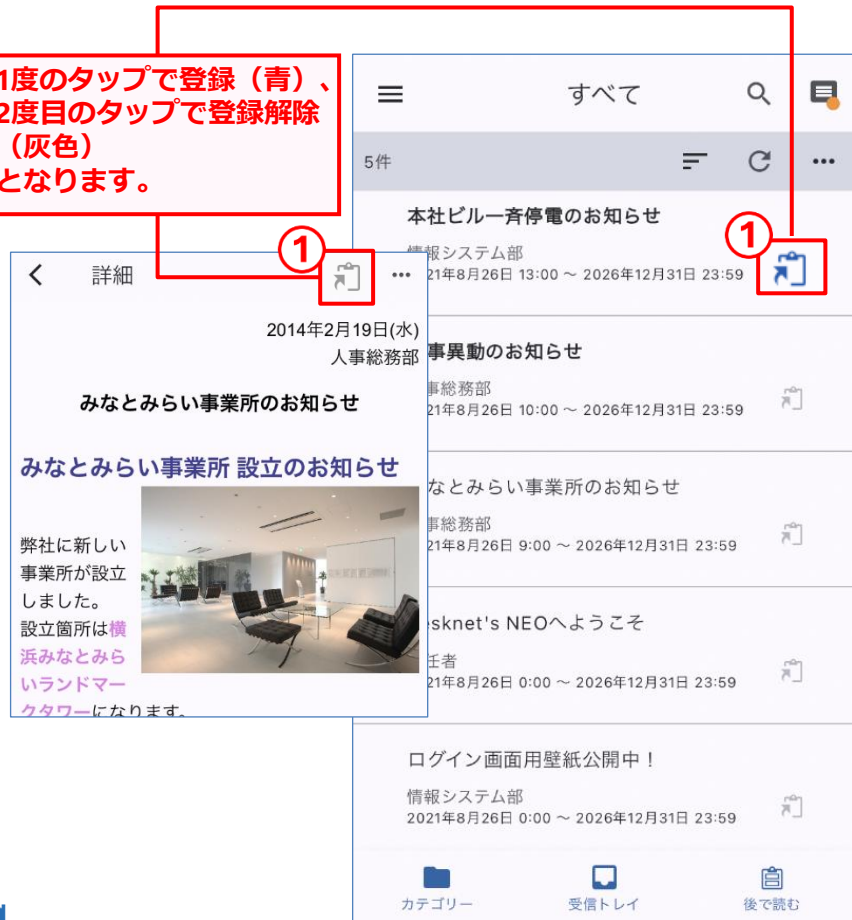 1度のタップで登録（青）、
2度目のタップで登録解除
（灰色）
となります。
①
詳細
2014年2月19日(水)
人事総務部
みなとみらい事業所のお知らせ
みなとみらい事業所 設立のお知らせ
弊社に新しい
事業所が設立
しました。
設立箇所は横
浜みなとみら
いランドマー
クタワーになります。
すべて
5件
本社ビル一斉停電のお知らせ
情報システム部
21年8月26日 13:00 ～ 2026年12月31日 23:59
①
事異動のお知らせ
事総務部
21年8月26日 10:00 ～ 2026年12月31日 23:59
なとみらい事業所のお知らせ
事総務部
21年8月26日 9:00 ～ 2026年12月31日 23:59
esknet's NEOへようこそ
任者
21年8月26日 0:00 ～ 2026年12月31日 23:59
ログイン画面用壁紙公開中！
情報システム部
2021年8月26日 0:00 ～ 2026年12月31日 23:59
カテゴリー
受信トレイ
後で読む